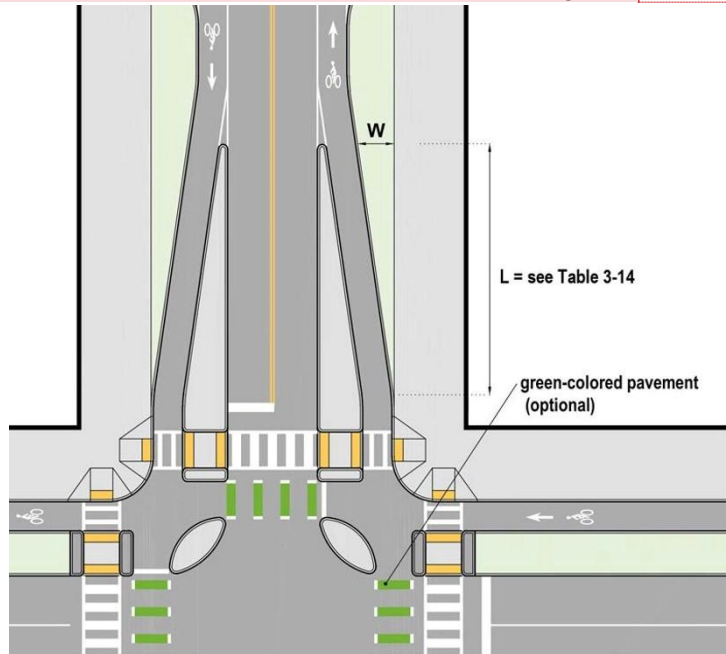 W
L = see Table 3-14
green-colored pavement
(optional)